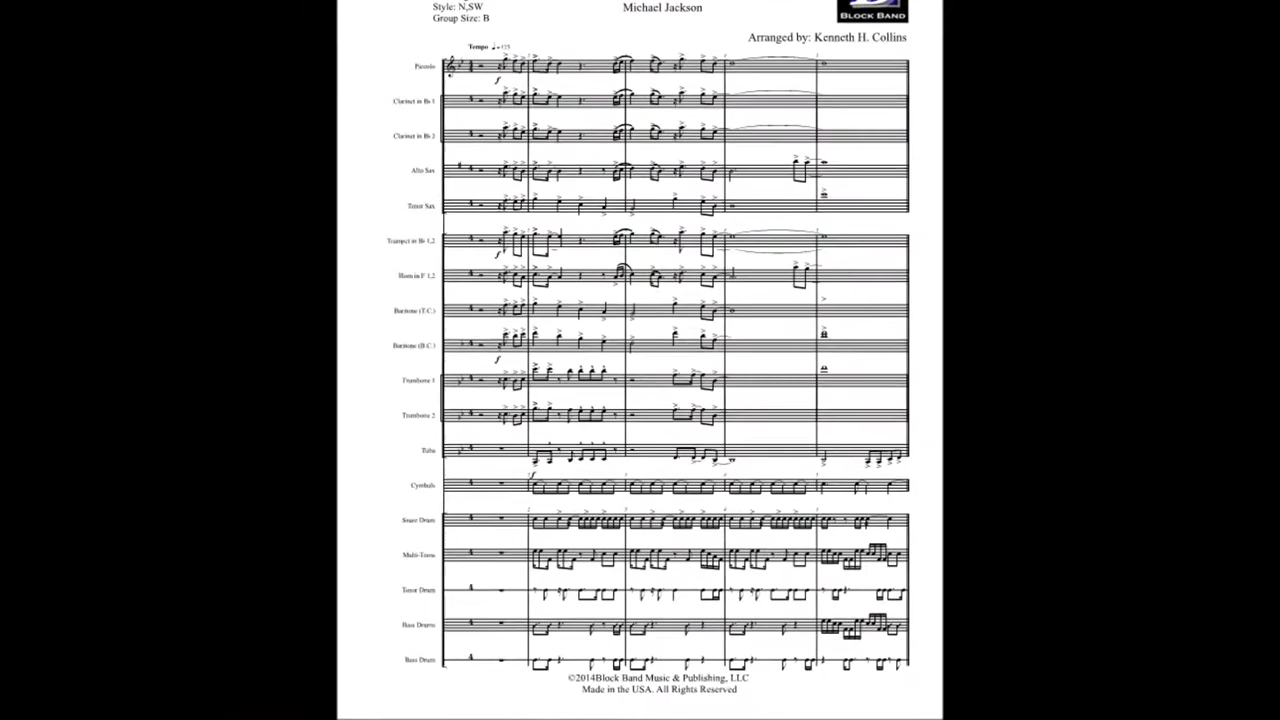 Style: N,SW
Group Size: B
Michael Jackson
BLOCK BAND
Arranged by: Kenneth H. Collins
Tempo ♩=125
Piccolo
Clarinet in B♭ 1
Clarinet in B♭ 2
Alto Sax
Tenor Sax
Trumpet in B♭ 1,2
Horn in F 1,2
Baritone (T.C.)
Baritone (B.C.)
Trombone 1
Trombone 2
Tuba
Cymbals
Snare Drum
Multi-Toms
Tenor Drum
Bass Drums
Bass Drum
©2014Block Band Music & Publishing, LLC
Made in the USA. All Rights Reserved